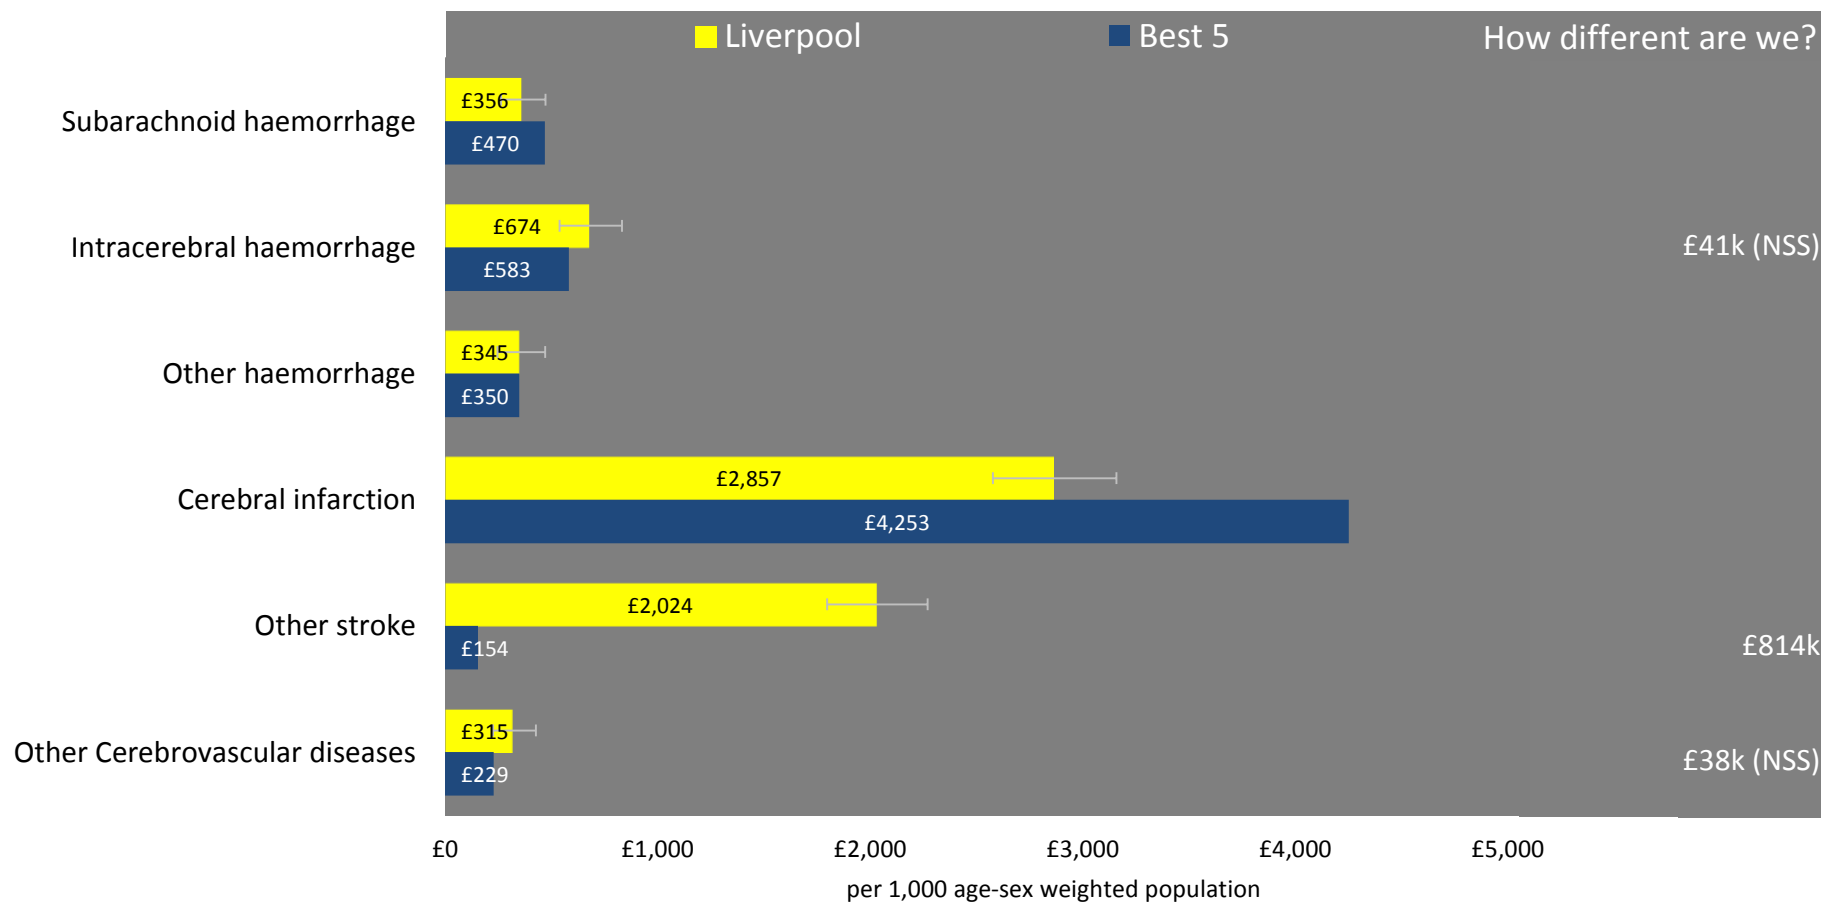 Liverpool
Best 5
How different are we?
Subarachnoid haemorrhage
£356
£470
Intracerebral haemorrhage
£674
£583
£41k (NSS)
Other haemorrhage
£345
£350
Cerebral infarction
£2,857
£4,253
Other stroke
£2,024
£154
£814k
Other Cerebrovascular diseases
£315
£229
£38k (NSS)
£0
£1,000
£2,000
£3,000
£4,000
£5,000
per 1,000 age-sex weighted population